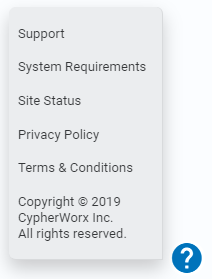 Support
System Requirements
Site Status
Privacy Policy
Terms & Conditions
Copyright © 2019
CypherWorx Inc.
All rights reserved.
?